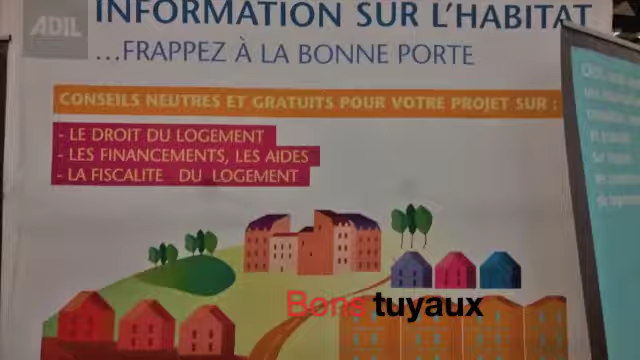 ADIL
INFORMATION SUR L'HABITAT
...FRAPPEZ À LA BONNE PORTE
CONSEILS NEUTRES ET GRATUITS POUR VOTRE PROJET SUR :
- LE DROIT DU LOGEMENT
- LES FINANCEMENTS, LES AIDES
- LA FISCALITE DU LOGEMENT
Bons tuyaux